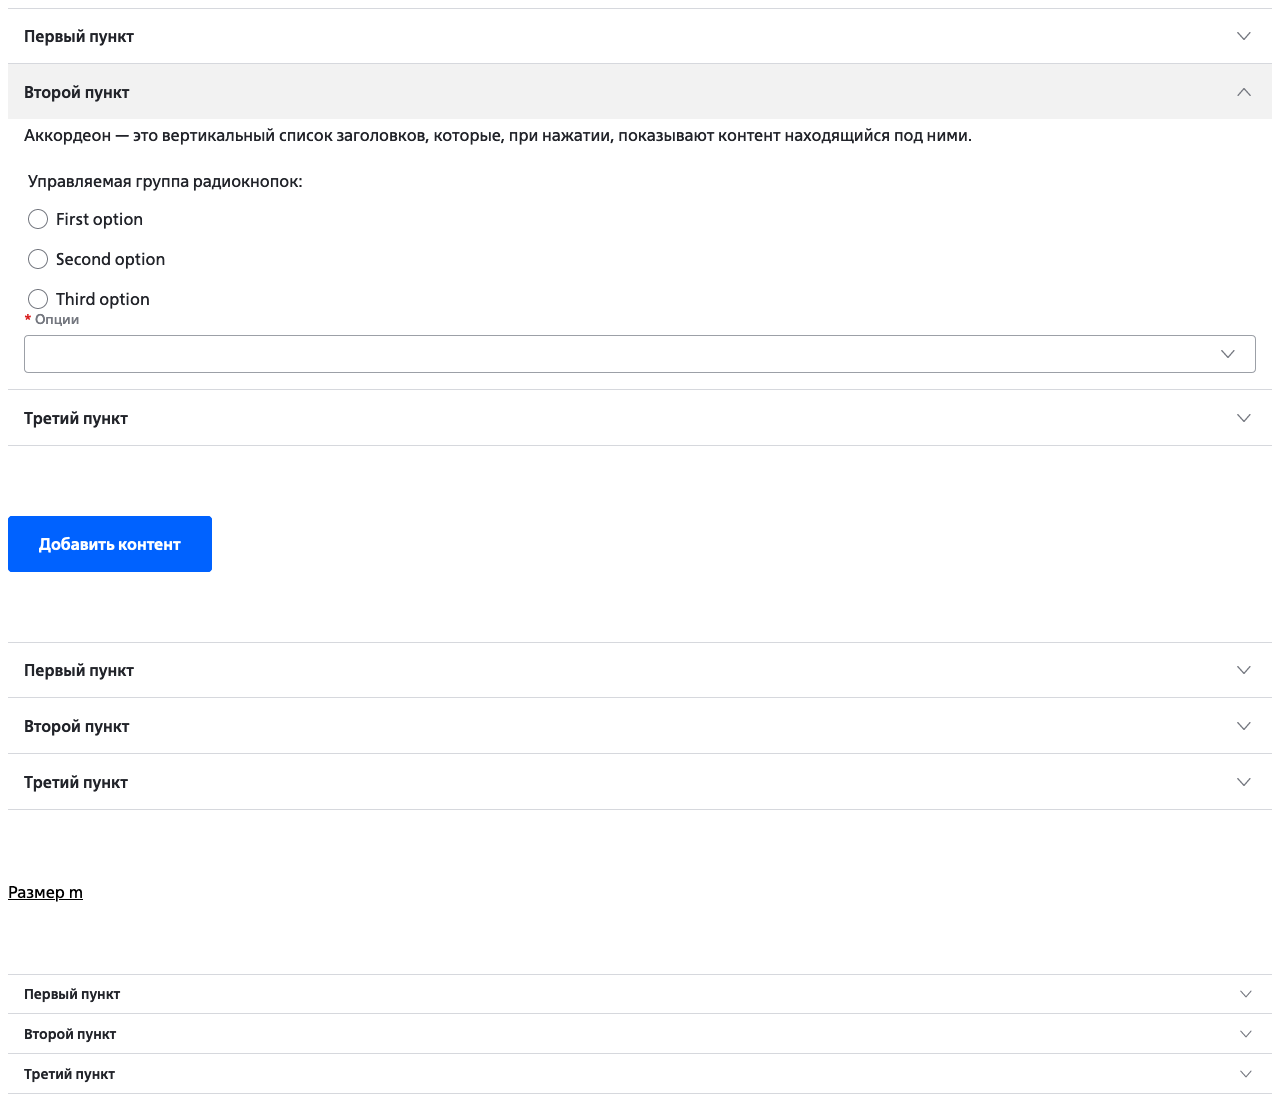 Первый пункт
Второй пункт
Аккордеон — это вертикальный список заголовков, которые, при нажатии, показывают контент находящийся под ними.
Управляемая группа радиокнопок:
First option
Second option
Third option
* Опции
Третий пункт
Добавить контент
Первый пункт
Второй пункт
Третий пункт
Размер m
Первый пункт
Второй пункт
Третий пункт